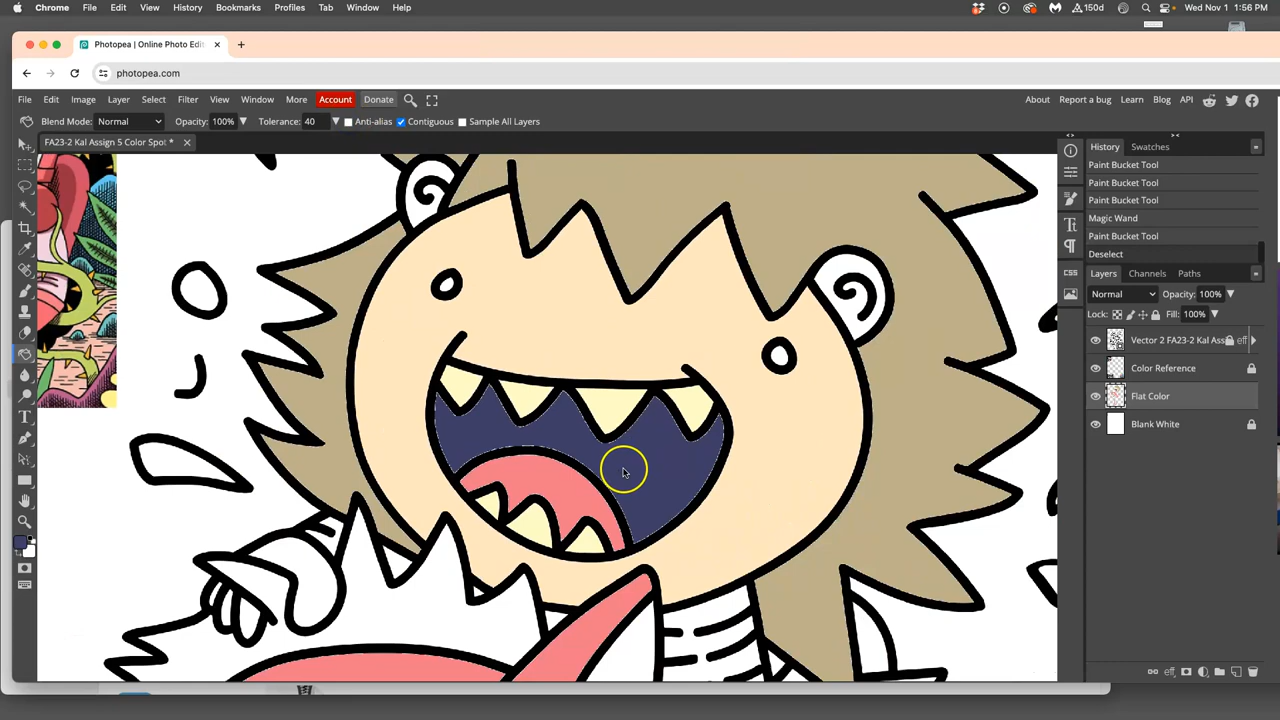 Chrome File Edit View History Bookmarks Profiles Tab Window Help 150d Wed Nov 1 1:56 PM
Photopea | Online Photo Edit
photopea.com
File Edit Image Layer Select Filter View Window More Account Donate About Report a bug Learn Blog API
Blend Mode: Normal Opacity: 100% Tolerance: 40 Anti-alias Contiguous Sample All Layers
FA23-2 Kal Assign 5 Color Spot *
History Swatches
Paint Bucket Tool
Paint Bucket Tool
Paint Bucket Tool
Magic Wand
Paint Bucket Tool
Deselect
CSS
Layers Channels Paths
Normal Opacity: 100%
Lock: Fill: 100%
Vector 2 FA23-2 Kal Ass eff
Color Reference
Flat Color
Blank White
eff